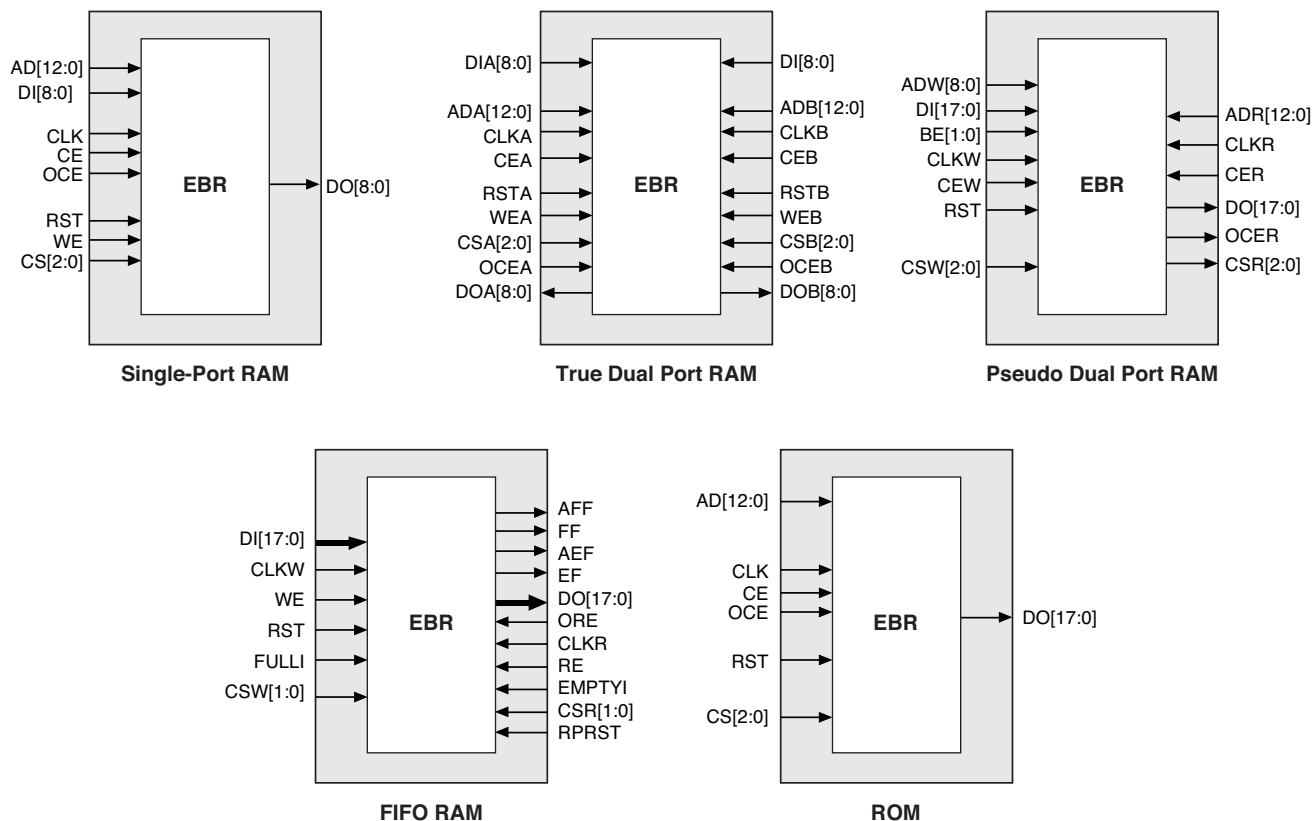 AD[12:0]
DI[8:0]
CLK
CE
OCE
RST
WE
CS[2:0]
EBR
DO[8:0]
Single-Port RAM
DIA[8:0]
ADA[12:0]
CLKA
CEA
RSTA
WEA
CSA[2:0]
OCEA
DOA[8:0]
EBR
DI[8:0]
ADB[12:0]
CLKB
CEB
RSTB
WEB
CSB[2:0]
OCEB
DOB[8:0]
True Dual Port RAM
ADW[8:0]
DI[17:0]
BE[1:0]
CLKW
CEW
RST
CSW[2:0]
EBR
ADR[12:0]
CLKR
CER
DO[17:0]
OCER
CSR[2:0]
Pseudo Dual Port RAM
DI[17:0]
CLKW
WE
RST
FULLI
CSW[1:0]
EBR
AFF
FF
AEF
EF
DO[17:0]
ORE
CLKR
RE
EMPTYI
CSR[1:0]
RPRST
FIFO RAM
AD[12:0]
CLK
CE
OCE
RST
CS[2:0]
EBR
DO[17:0]
ROM